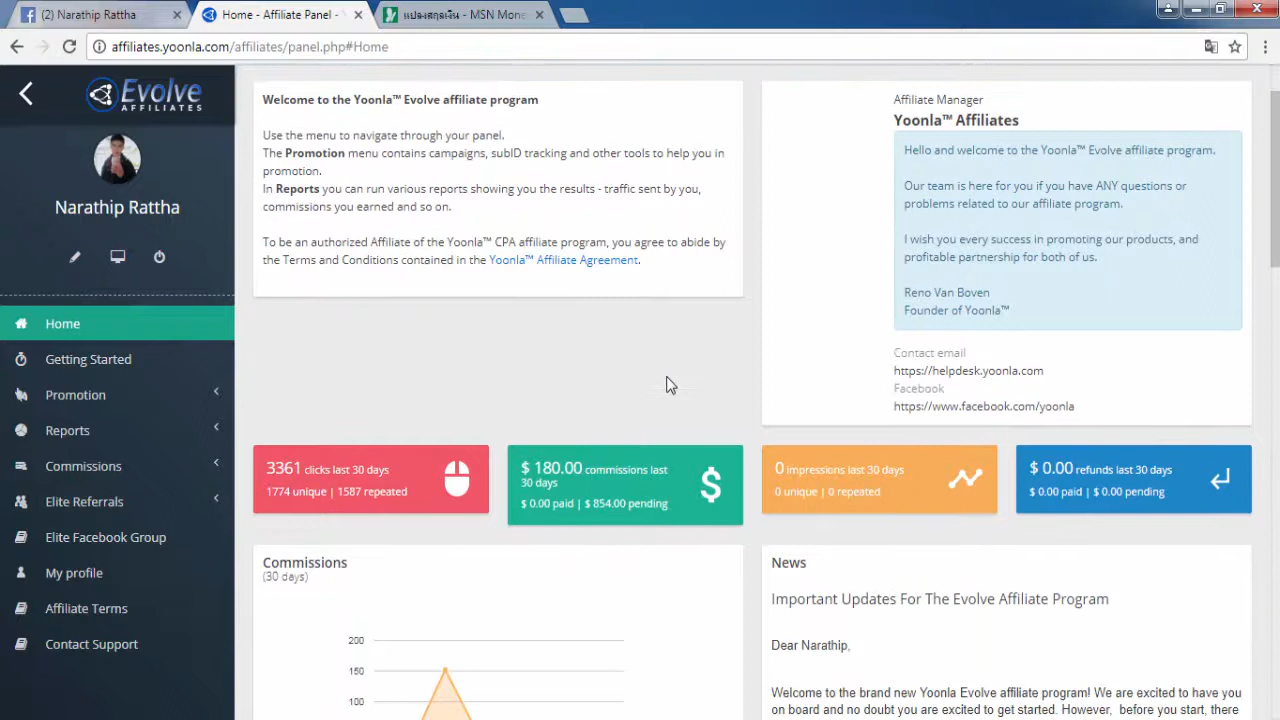 (2) Narathip Rattha
Home - Affiliate Panel -
แปลงสกุลเงิน - MSN Mone
affiliates.yoonla.com/affiliates/panel.php#Home
Evolve
AFFILIATES
Narathip Rattha
Home
Getting Started
Promotion
Reports
Commissions
Elite Referrals
Elite Facebook Group
My profile
Affiliate Terms
Contact Support
Welcome to the Yoonla™ Evolve affiliate program
Use the menu to navigate through your panel.
The Promotion menu contains campaigns, subID tracking and other tools to help you in
promotion.
In Reports you can run various reports showing you the results - traffic sent by you,
commissions you earned and so on.
To be an authorized Affiliate of the Yoonla™ CPA affiliate program, you agree to abide by
the Terms and Conditions contained in the Yoonla™ Affiliate Agreement.
Affiliate Manager
Yoonla™ Affiliates
Hello and welcome to the Yoonla™ Evolve affiliate program.
Our team is here for you if you have ANY questions or
problems related to our affiliate program.
I wish you every success in promoting our products, and
profitable partnership for both of us.
Reno Van Boven
Founder of Yoonla™
Contact email
https://helpdesk.yoonla.com
Facebook
https://www.facebook.com/yoonla
3361 clicks last 30 days
1774 unique | 1587 repeated
$ 180.00 commissions last
30 days
$ 0.00 paid | $ 854.00 pending
0 impressions last 30 days
0 unique | 0 repeated
$ 0.00 refunds last 30 days
$ 0.00 paid | $ 0.00 pending
Commissions
(30 days)
200
150
100
News
Important Updates For The Evolve Affiliate Program
Dear Narathip,
Welcome to the brand new Yoonla Evolve affiliate program! We are excited to have you
on board and no doubt you are excited to get started. However, before you start, there